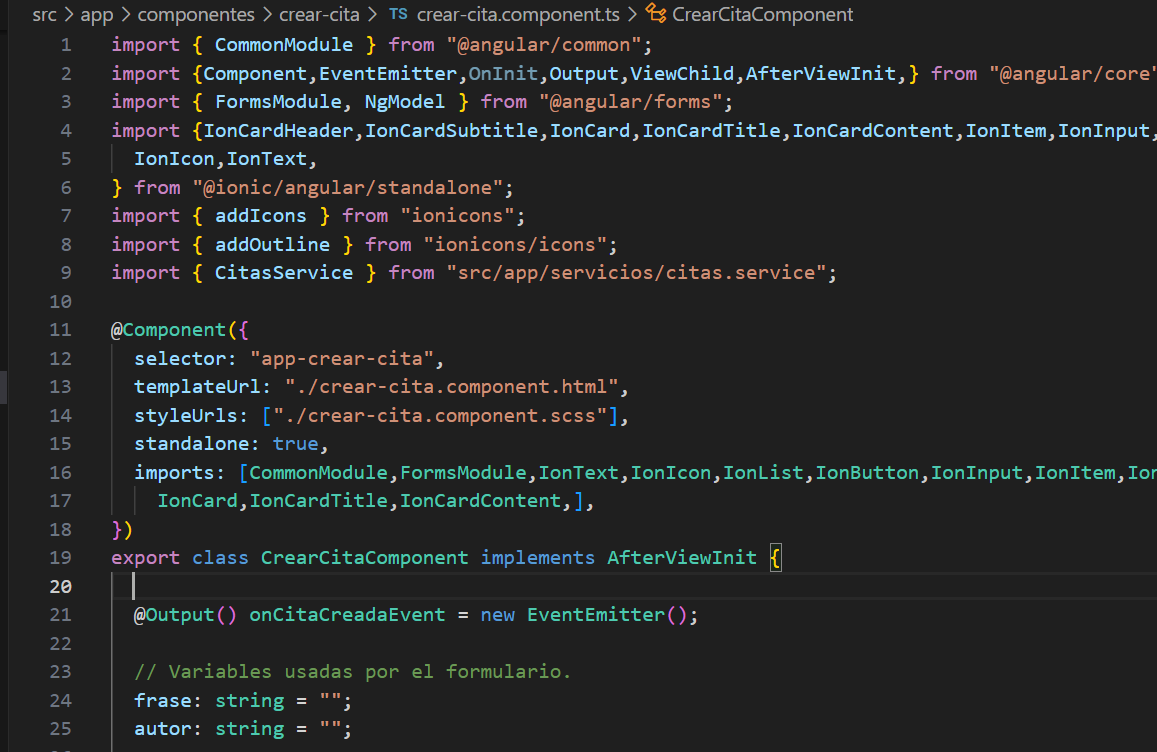 src > app > componentes > crear-cita > TS crear-cita.component.ts > CrearCitaComponent
1 import { CommonModule } from "@angular/common";
2 import {Component,EventEmitter,OnInit,Output,ViewChild,AfterViewInit,} from "@angular/core"
3 import { FormsModule, NgModel } from "@angular/forms";
4 import {IonCardHeader,IonCardSubtitle,IonCard,IonCardTitle,IonCardContent,IonItem,IonInput,
5 IonIcon,IonText,
6 } from "@ionic/angular/standalone";
7 import { addIcons } from "ionicons";
8 import { addOutline } from "ionicons/icons";
9 import { CitasService } from "src/app/servicios/citas.service";
10
11 @Component({
12 selector: "app-crear-cita",
13 templateUrl: "./crear-cita.component.html",
14 styleUrls: ["./crear-cita.component.scss"],
15 standalone: true,
16 imports: [CommonModule,FormsModule,IonText,IonIcon,IonList,IonButton,IonInput,IonItem,Ion
17 IonCard,IonCardTitle,IonCardContent,],
18 })
19 export class CrearCitaComponent implements AfterViewInit {
20
21 @Output() onCitaCreadaEvent = new EventEmitter();
22
23 // Variables usadas por el formulario.
24 frase: string = "";
25 autor: string = "";